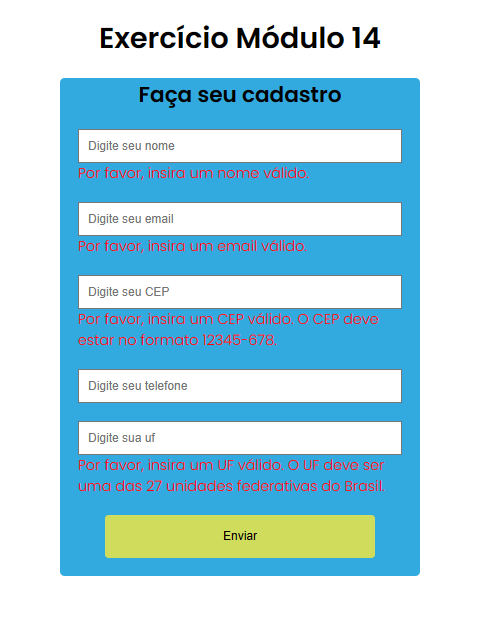 Exercício Módulo 14
Faça seu cadastro
Digite seu nome
Por favor, insira um nome válido.
Digite seu email
Por favor, insira um email válido.
Digite seu CEP
Por favor, insira um CEP válido. O CEP deve
estar no formato 12345-678.
Digite seu telefone
Digite sua uf
Por favor, insira um UF válido. O UF deve ser
uma das 27 unidades federativas do Brasil.
Enviar